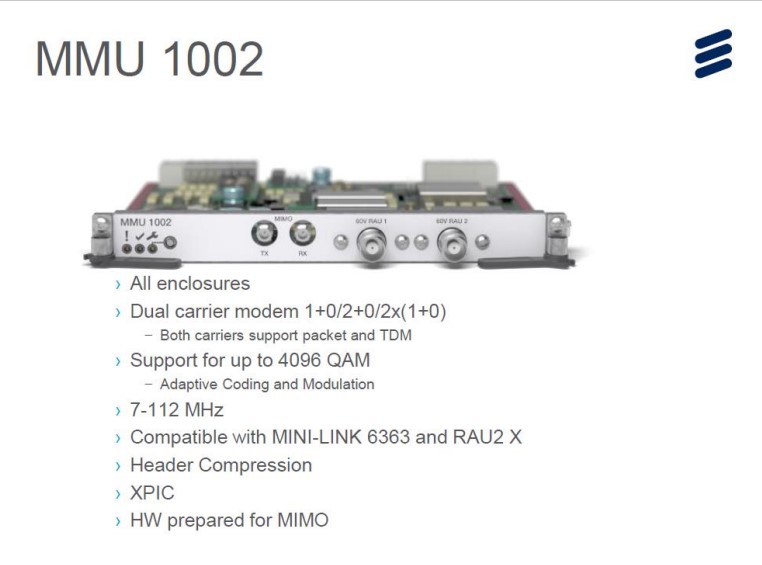 MMU 1002
MMU 1002
MIMO
60V RAU 1
60V RAU 2
TX
RX
› All enclosures
› Dual carrier modem 1+0/2+0/2x(1+0)
– Both carriers support packet and TDM
› Support for up to 4096 QAM
– Adaptive Coding and Modulation
› 7-112 MHz
› Compatible with MINI-LINK 6363 and RAU2 X
› Header Compression
› XPIC
› HW prepared for MIMO